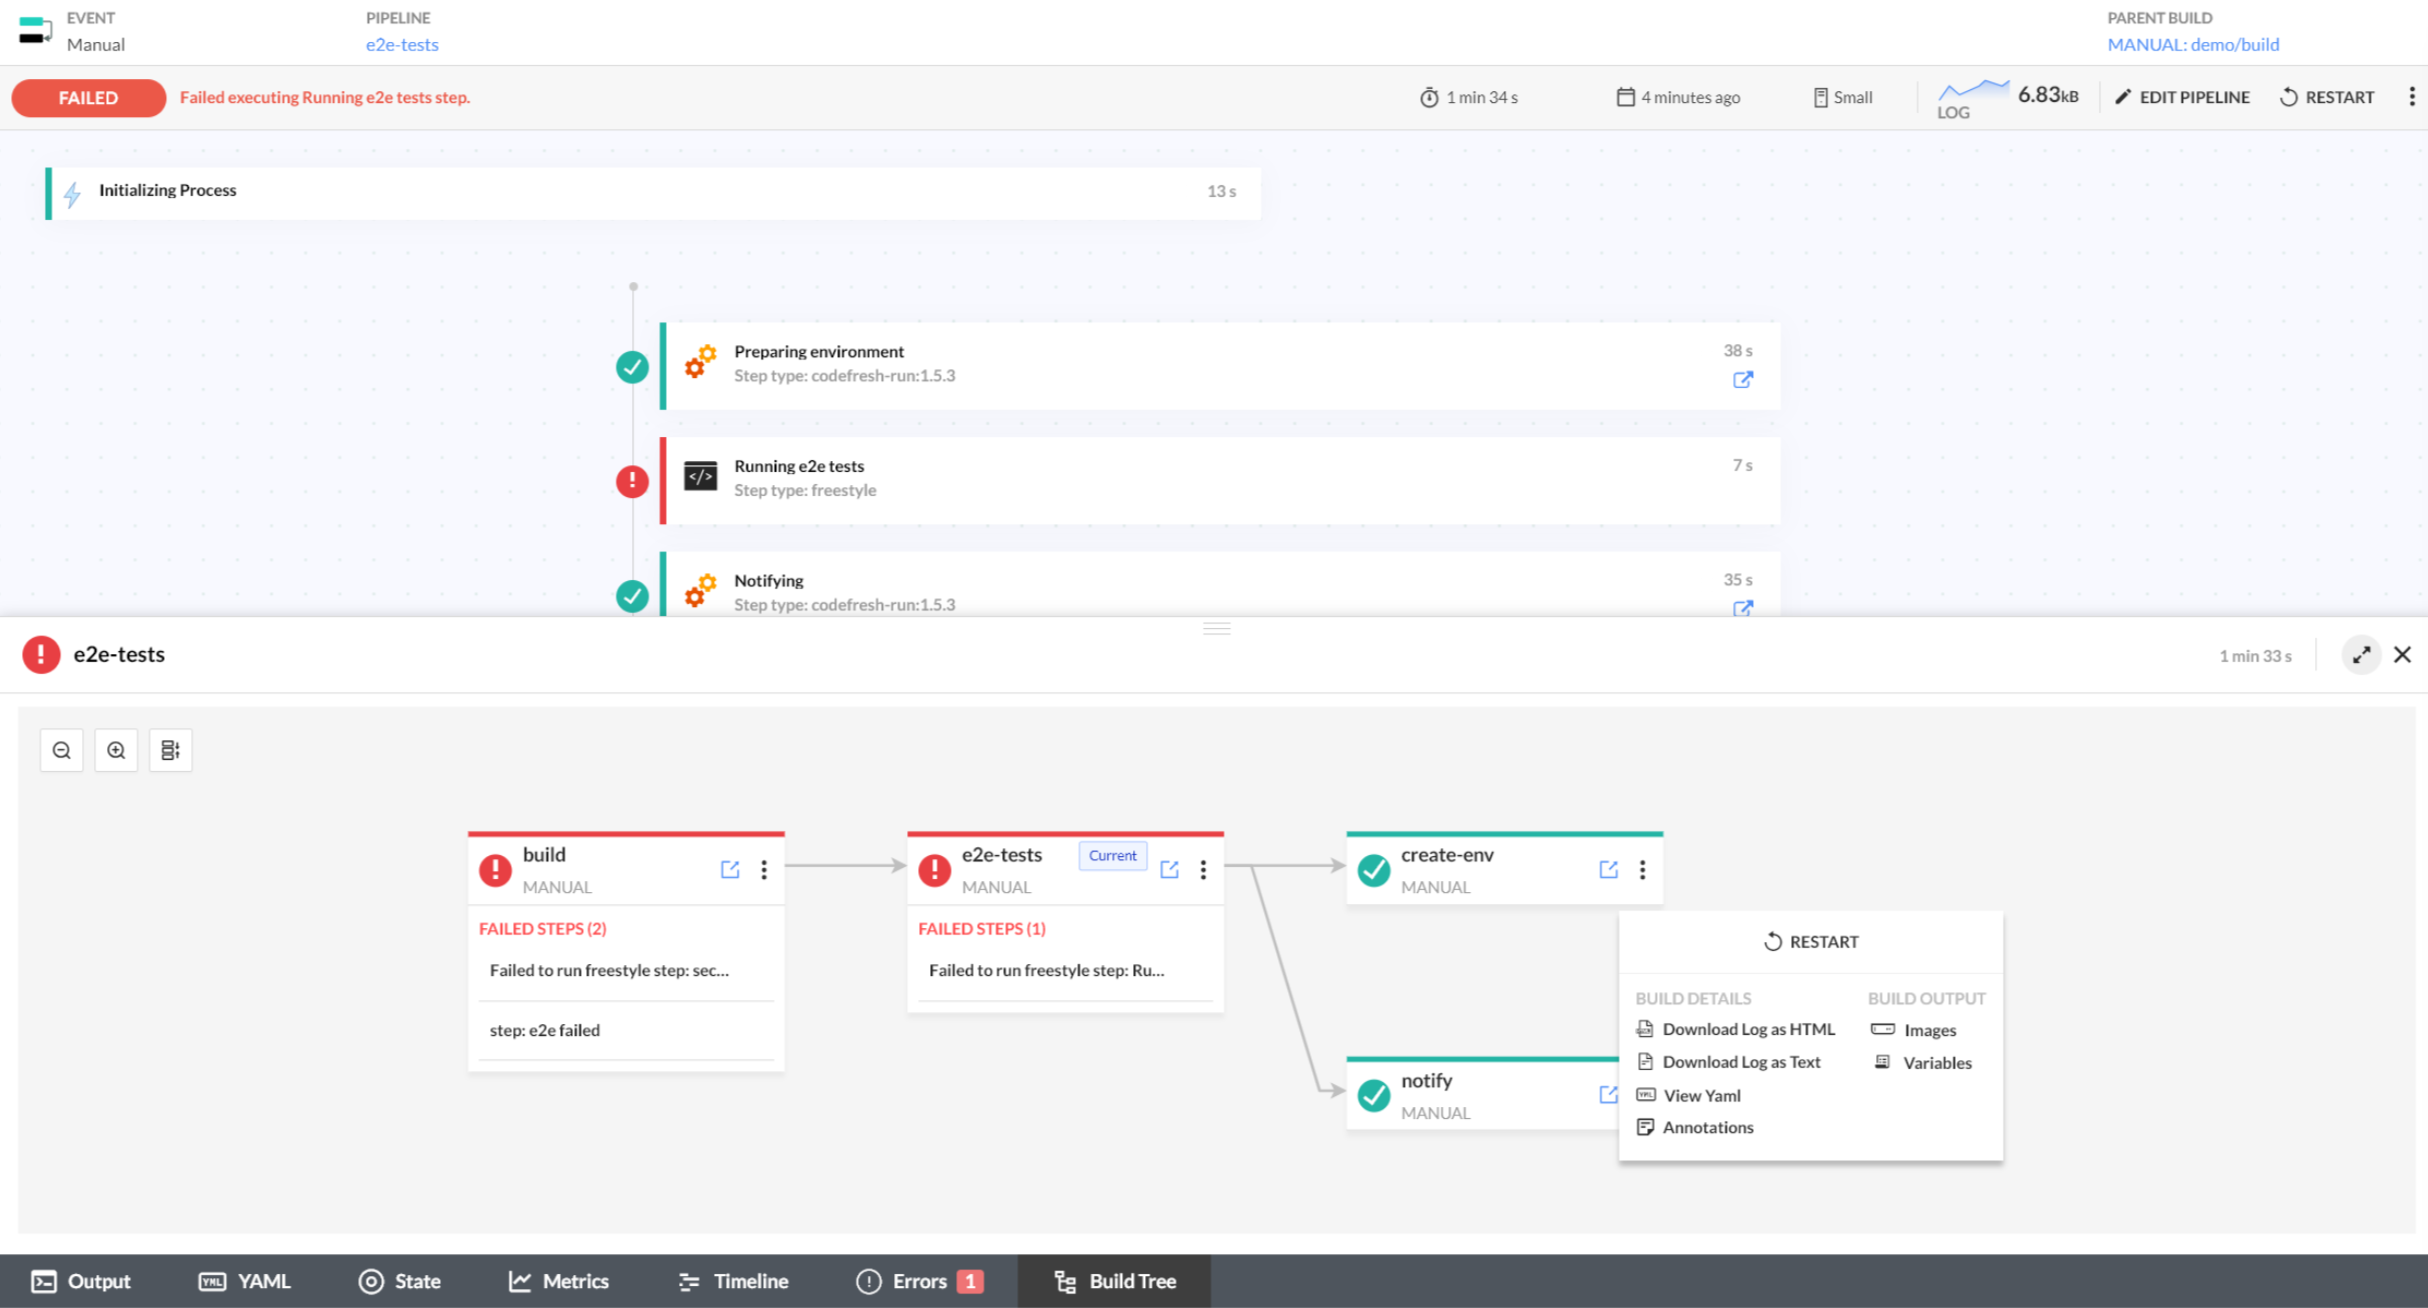 EVENT
Manual
PIPELINE
e2e-tests
PARENT BUILD
MANUAL: demo/build
FAILED
Failed executing Running e2e tests step.
1 min 34 s
4 minutes ago
Small
LOG
6.83kB
EDIT PIPELINE
RESTART
Initializing Process
13 s
Preparing environment
38 s
Step type: codefresh-run:1.5.3
</>
Running e2e tests
7 s
Step type: freestyle
Notifying
35 s
Step type: codefresh-run:1.5.3
e2e-tests
1 min 33 s
build
MANUAL
FAILED STEPS (2)
Failed to run freestyle step: sec...
step: e2e failed
e2e-tests
Current
MANUAL
FAILED STEPS (1)
Failed to run freestyle step: Ru...
create-env
MANUAL
notify
MANUAL
RESTART
BUILD DETAILS
Download Log as HTML
Download Log as Text
YML
View Yaml
Annotations
BUILD OUTPUT
Images
Variables
Output
YML
YAML
State
Metrics
Timeline
Errors
1
Build Tree